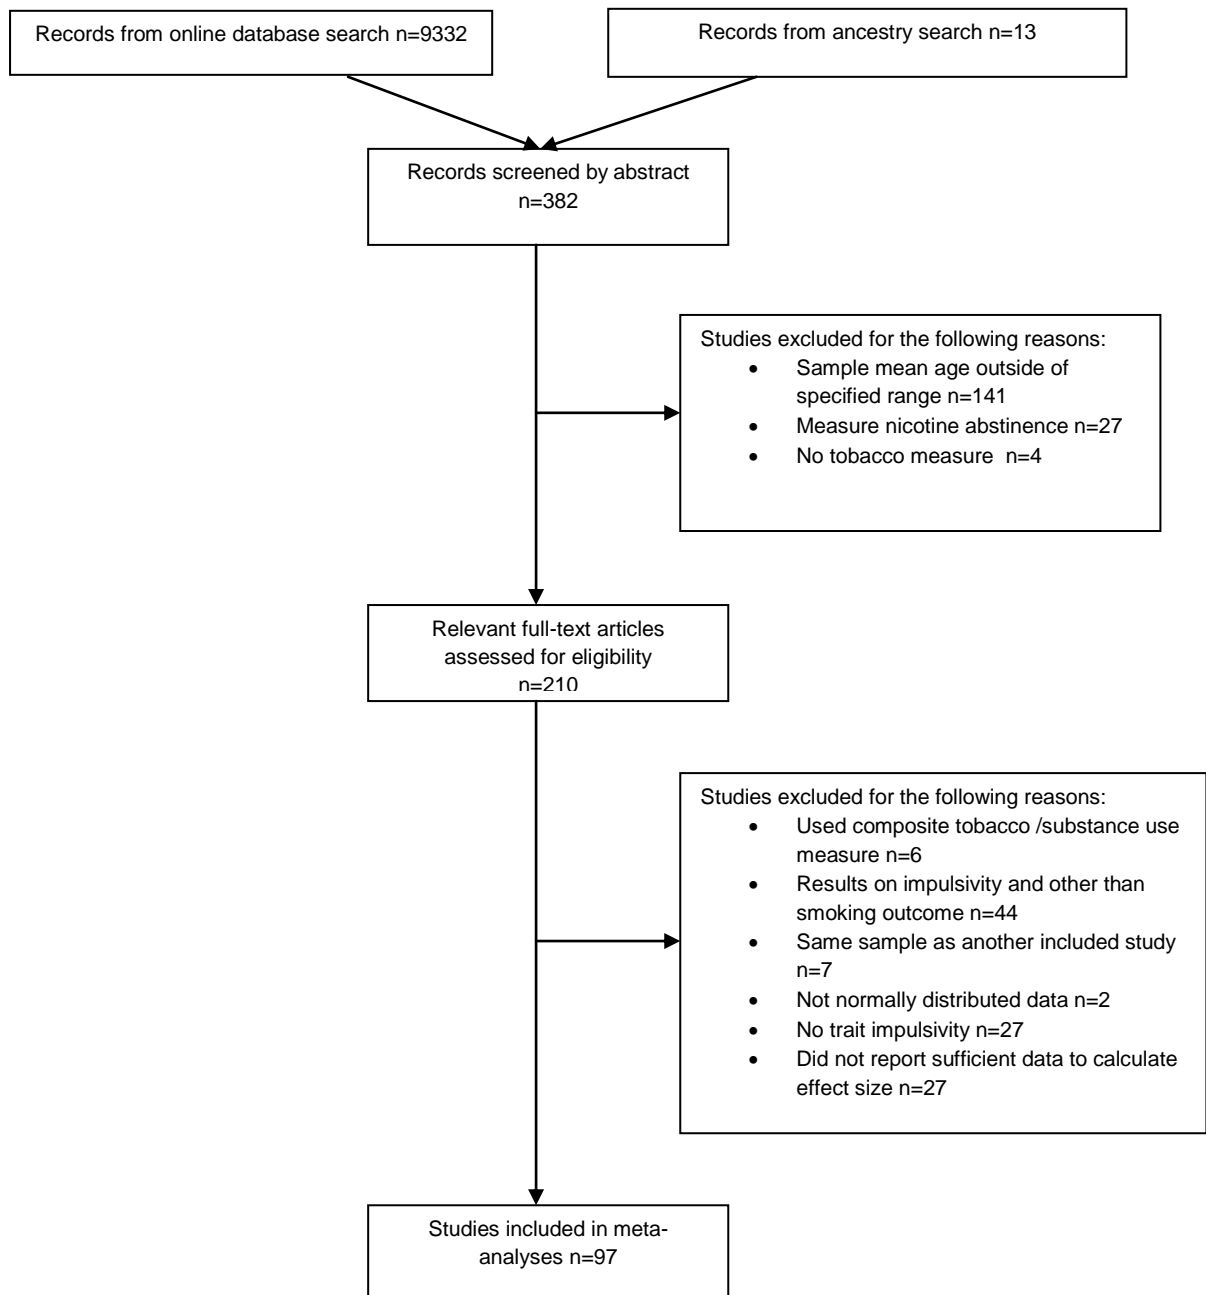 Records from online database search n=9332
Records from ancestry search n=13
Records screened by abstract
n=382
Studies excluded for the following reasons:
• Sample mean age outside of
specified range n=141
• Measure nicotine abstinence n=27
• No tobacco measure  n=4
Relevant full-text articles
assessed for eligibility
n=210
Studies excluded for the following reasons:
• Used composite tobacco /substance use
measure n=6
• Results on impulsivity and other than
smoking outcome n=44
• Same sample as another included study
n=7
• Not normally distributed data n=2
• No trait impulsivity n=27
• Did not report sufficient data to calculate
effect size n=27
Studies included in meta-
analyses n=97